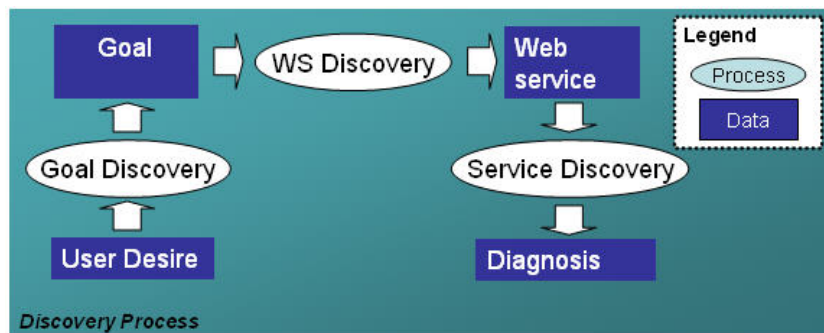 Goal
WS Discovery
Web
service
Legend
Process
Data
Goal Discovery
Service Discovery
User Desire
Diagnosis
Discovery Process